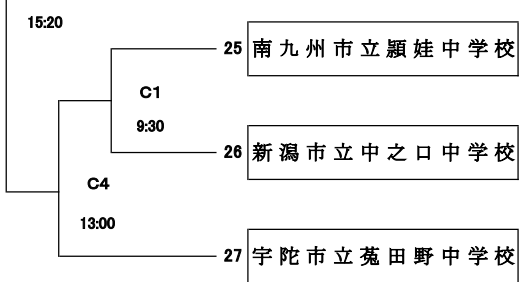 15:20
25 南九州市立頴娃中学校
C1
9:30
26 新潟市立中之口中学校
C4
13:00
27 宇陀市立菟田野中学校